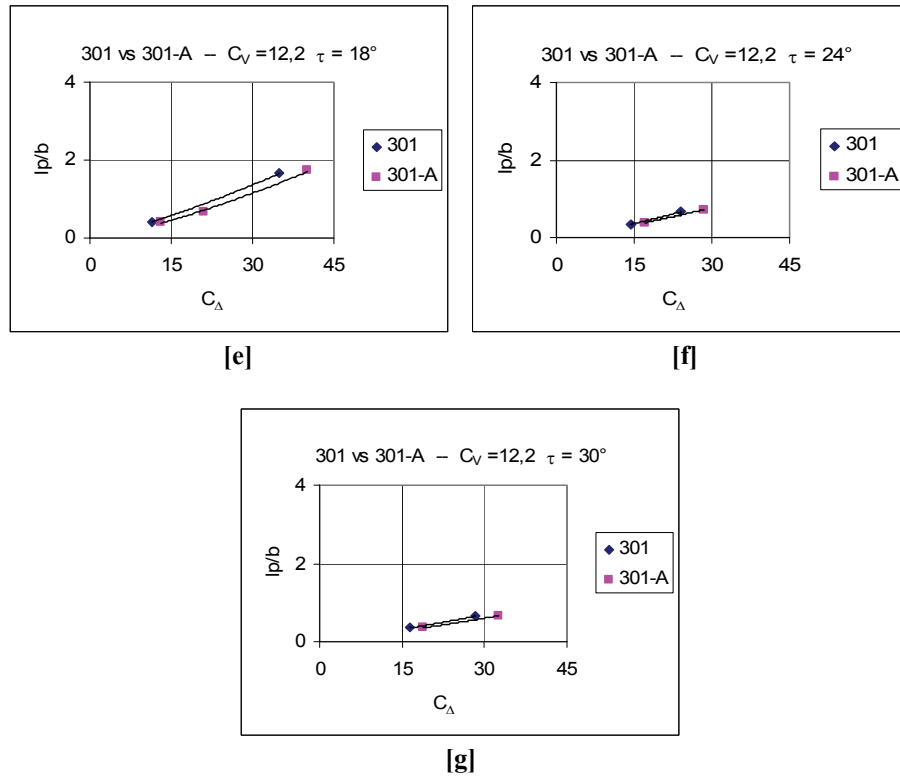 301 vs 301-A – C_V =12,2 τ = 18°
4
2
0
lp/b
0 15 30 45
C_Δ
301
301-A
[e]
301 vs 301-A – C_V =12,2 τ = 24°
4
2
0
lp/b
0 15 30 45
C_Δ
301
301-A
[f]
301 vs 301-A – C_V =12,2 τ = 30°
4
2
0
lp/b
0 15 30 45
C_Δ
301
301-A
[g]